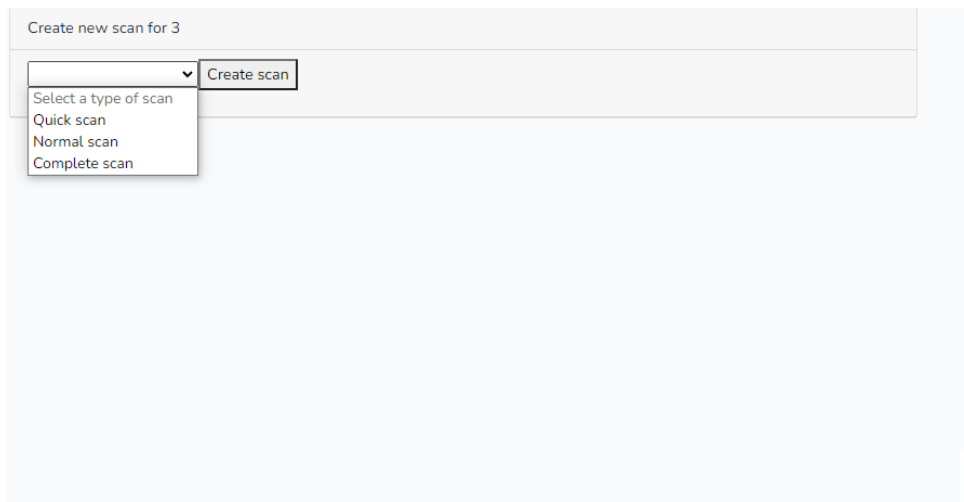 Create new scan for 3
Create scan
Select a type of scan
Quick scan
Normal scan
Complete scan